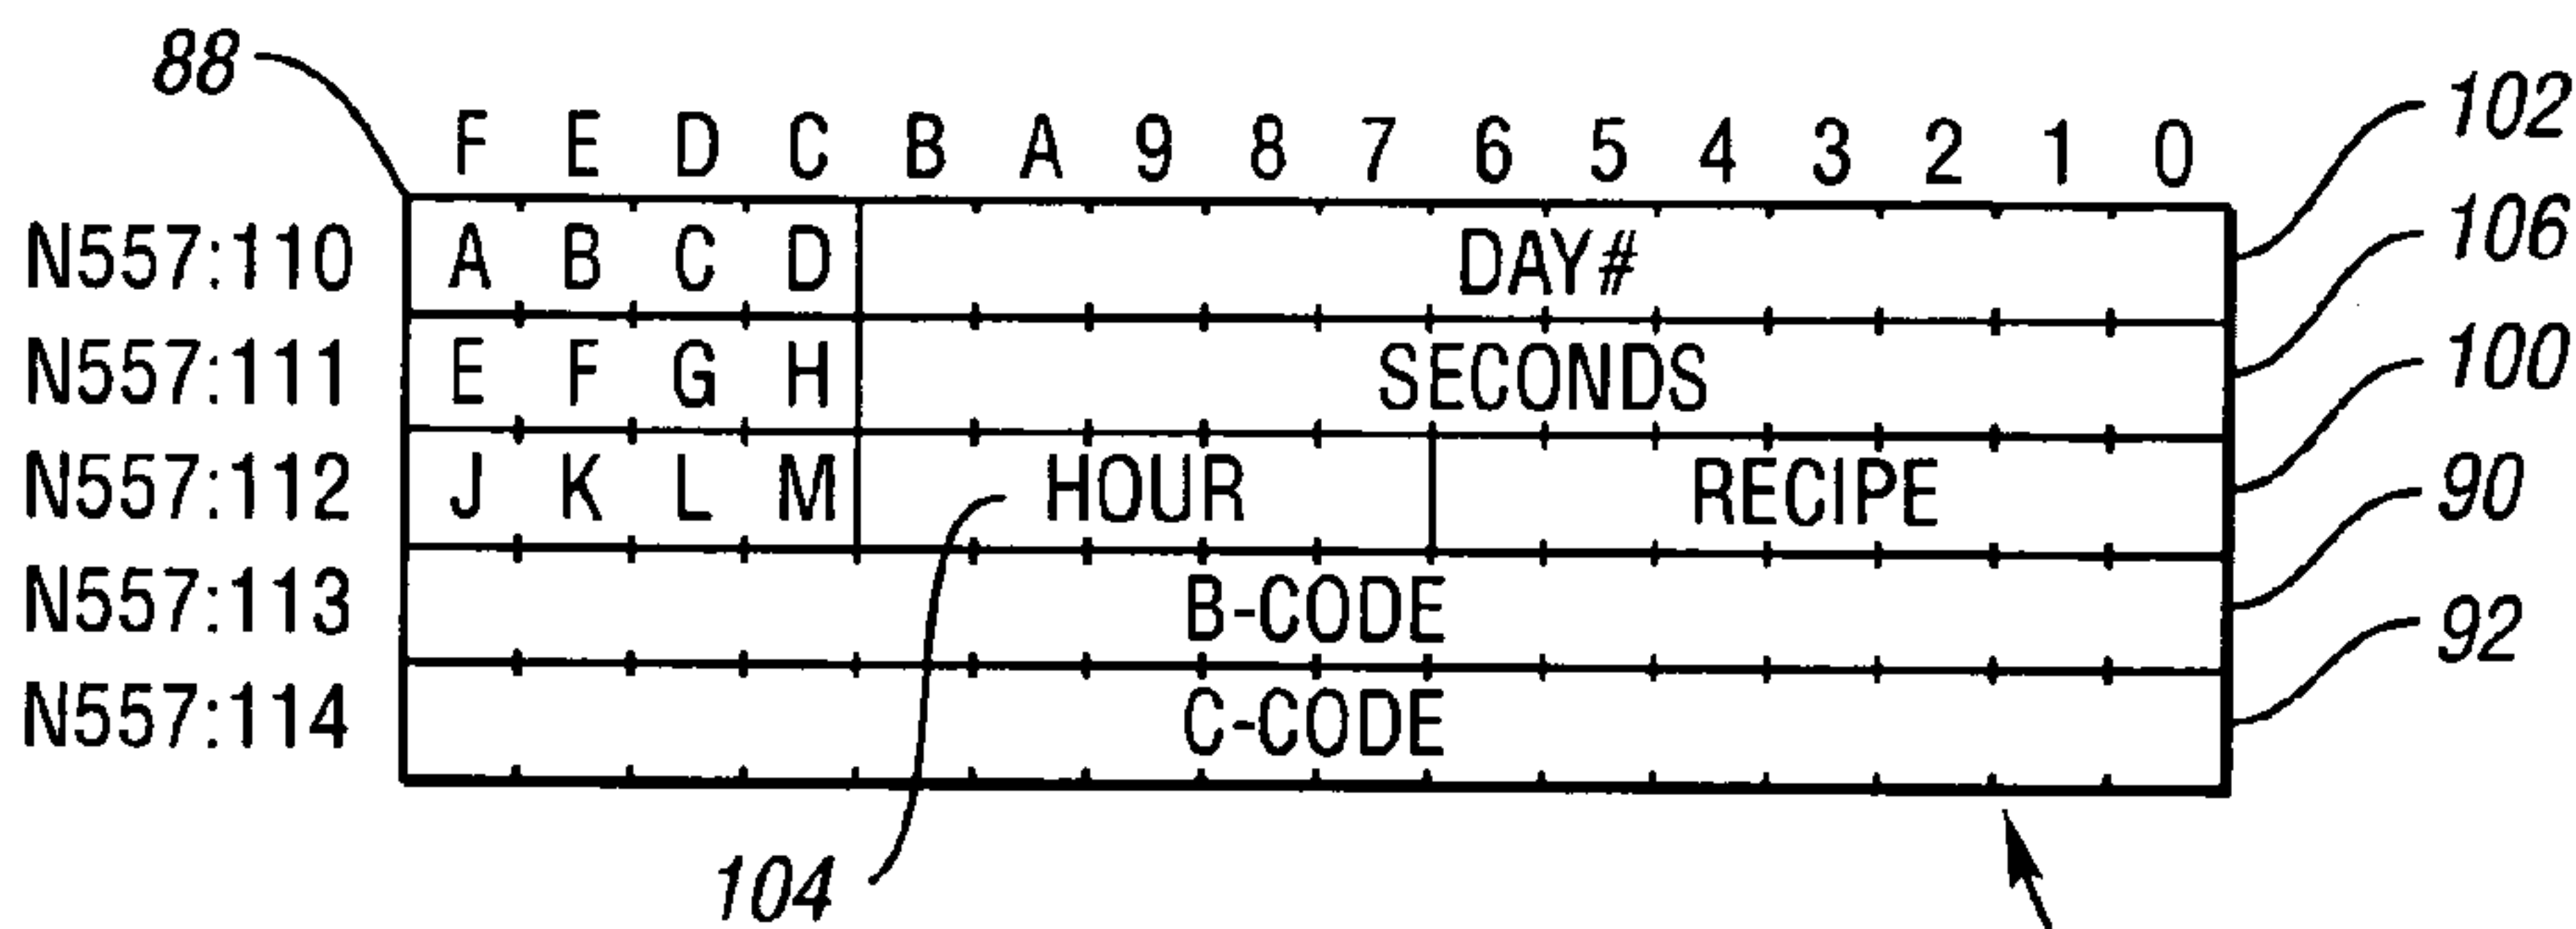 88
F E D C B A 9 8 7 6 5 4 3 2 1 0
102
N557:110 A B C D DAY#
106
N557:111 E F G H SECONDS
100
N557:112 J K L M HOUR RECIPE
90
N557:113 B-CODE
92
N557:114 C-CODE
104